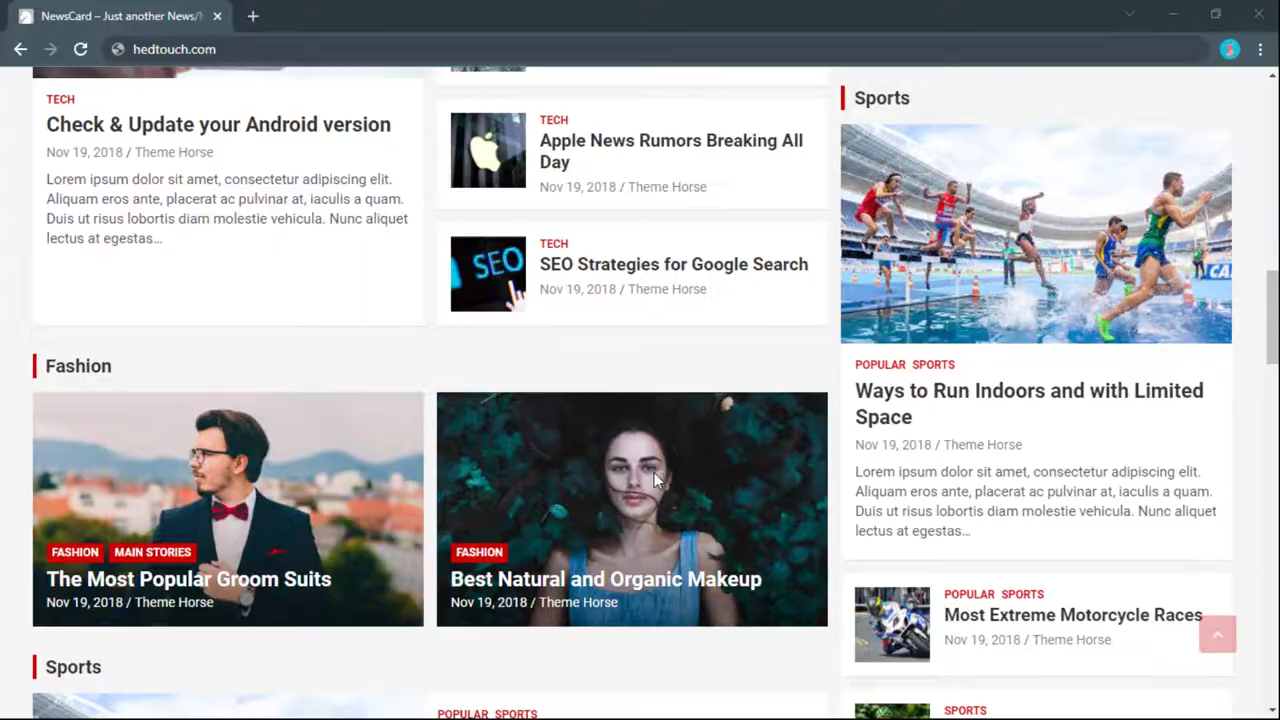 NewsCard – Just another News/
hedtouch.com
TECH
Check & Update your Android version
Nov 19, 2018 / Theme Horse
Lorem ipsum dolor sit amet, consectetur adipiscing elit.
Aliquam eros ante, placerat ac pulvinar at, iaculis a quam.
Duis ut risus lobortis diam molestie vehicula. Nunc aliquet
lectus at egestas…
TECH
Apple News Rumors Breaking All
Day
Nov 19, 2018 / Theme Horse
SEO
TECH
SEO Strategies for Google Search
Nov 19, 2018 / Theme Horse
Fashion
FASHION MAIN STORIES
The Most Popular Groom Suits
Nov 19, 2018 / Theme Horse
FASHION
Best Natural and Organic Makeup
Nov 19, 2018 / Theme Horse
Sports
POPULAR SPORTS
Sports
POPULAR SPORTS
Ways to Run Indoors and with Limited
Space
Nov 19, 2018 / Theme Horse
Lorem ipsum dolor sit amet, consectetur adipiscing elit.
Aliquam eros ante, placerat ac pulvinar at, iaculis a quam.
Duis ut risus lobortis diam molestie vehicula. Nunc aliquet
lectus at egestas…
POPULAR SPORTS
Most Extreme Motorcycle Races
Nov 19, 2018 / Theme Horse
SPORTS